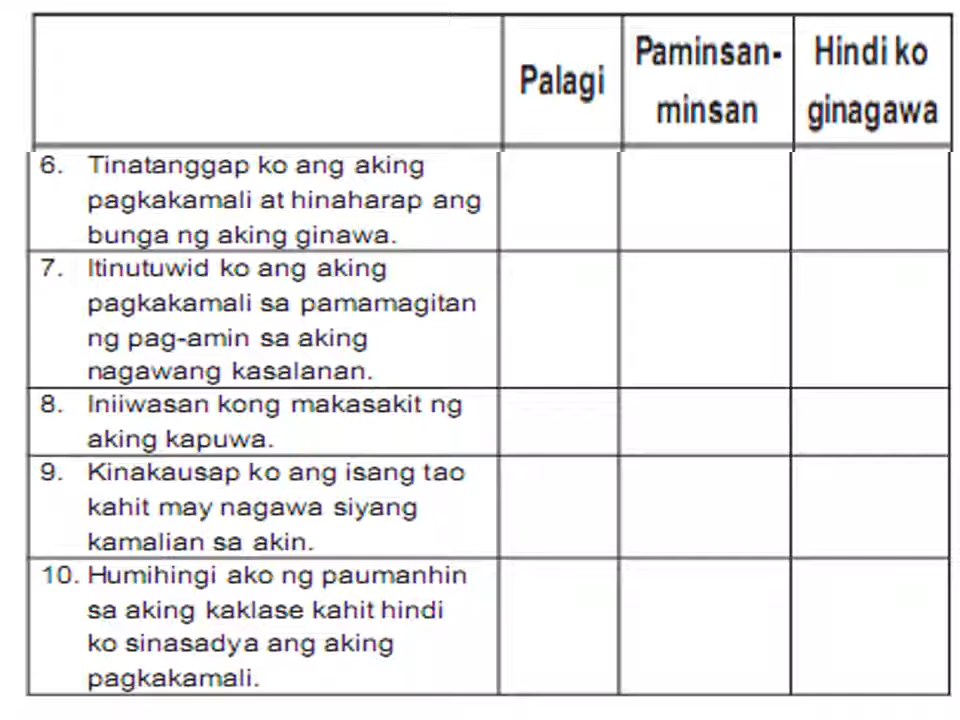 Palagi
Paminsan-
minsan
Hindi ko
ginagawa
6. Tinatanggap ko ang aking
pagkakamali at hinaharap ang
bunga ng aking ginawa.
7. Itinutuwid ko ang aking
pagkakamali sa pamamagitan
ng pag-amin sa aking
nagawang kasalanan.
8. Iniiwasan kong makasakit ng
aking kapuwa.
9. Kinakausap ko ang isang tao
kahit may nagawa siyang
kamalian sa akin.
10. Humihingi ako ng paumanhin
sa aking kaklase kahit hindi
ko sinasadya ang aking
pagkakamali.